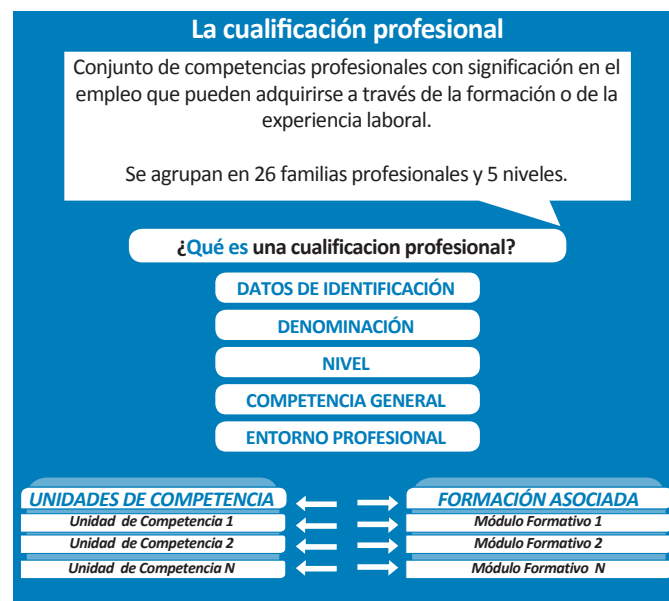 La cualificación profesional
Conjunto de competencias profesionales con significación en el
empleo que pueden adquirirse a través de la formación o de la
experiencia laboral.
Se agrupan en 26 familias profesionales y 5 niveles.
¿Qué es una cualificacion profesional?
DATOS DE IDENTIFICACIÓN
DENOMINACIÓN
NIVEL
COMPETENCIA GENERAL
ENTORNO PROFESIONAL
UNIDADES DE COMPETENCIA
FORMACIÓN ASOCIADA
Unidad de Competencia 1
Módulo Formativo 1
Unidad de Competencia 2
Módulo Formativo 2
Unidad de Competencia N
Módulo Formativo N